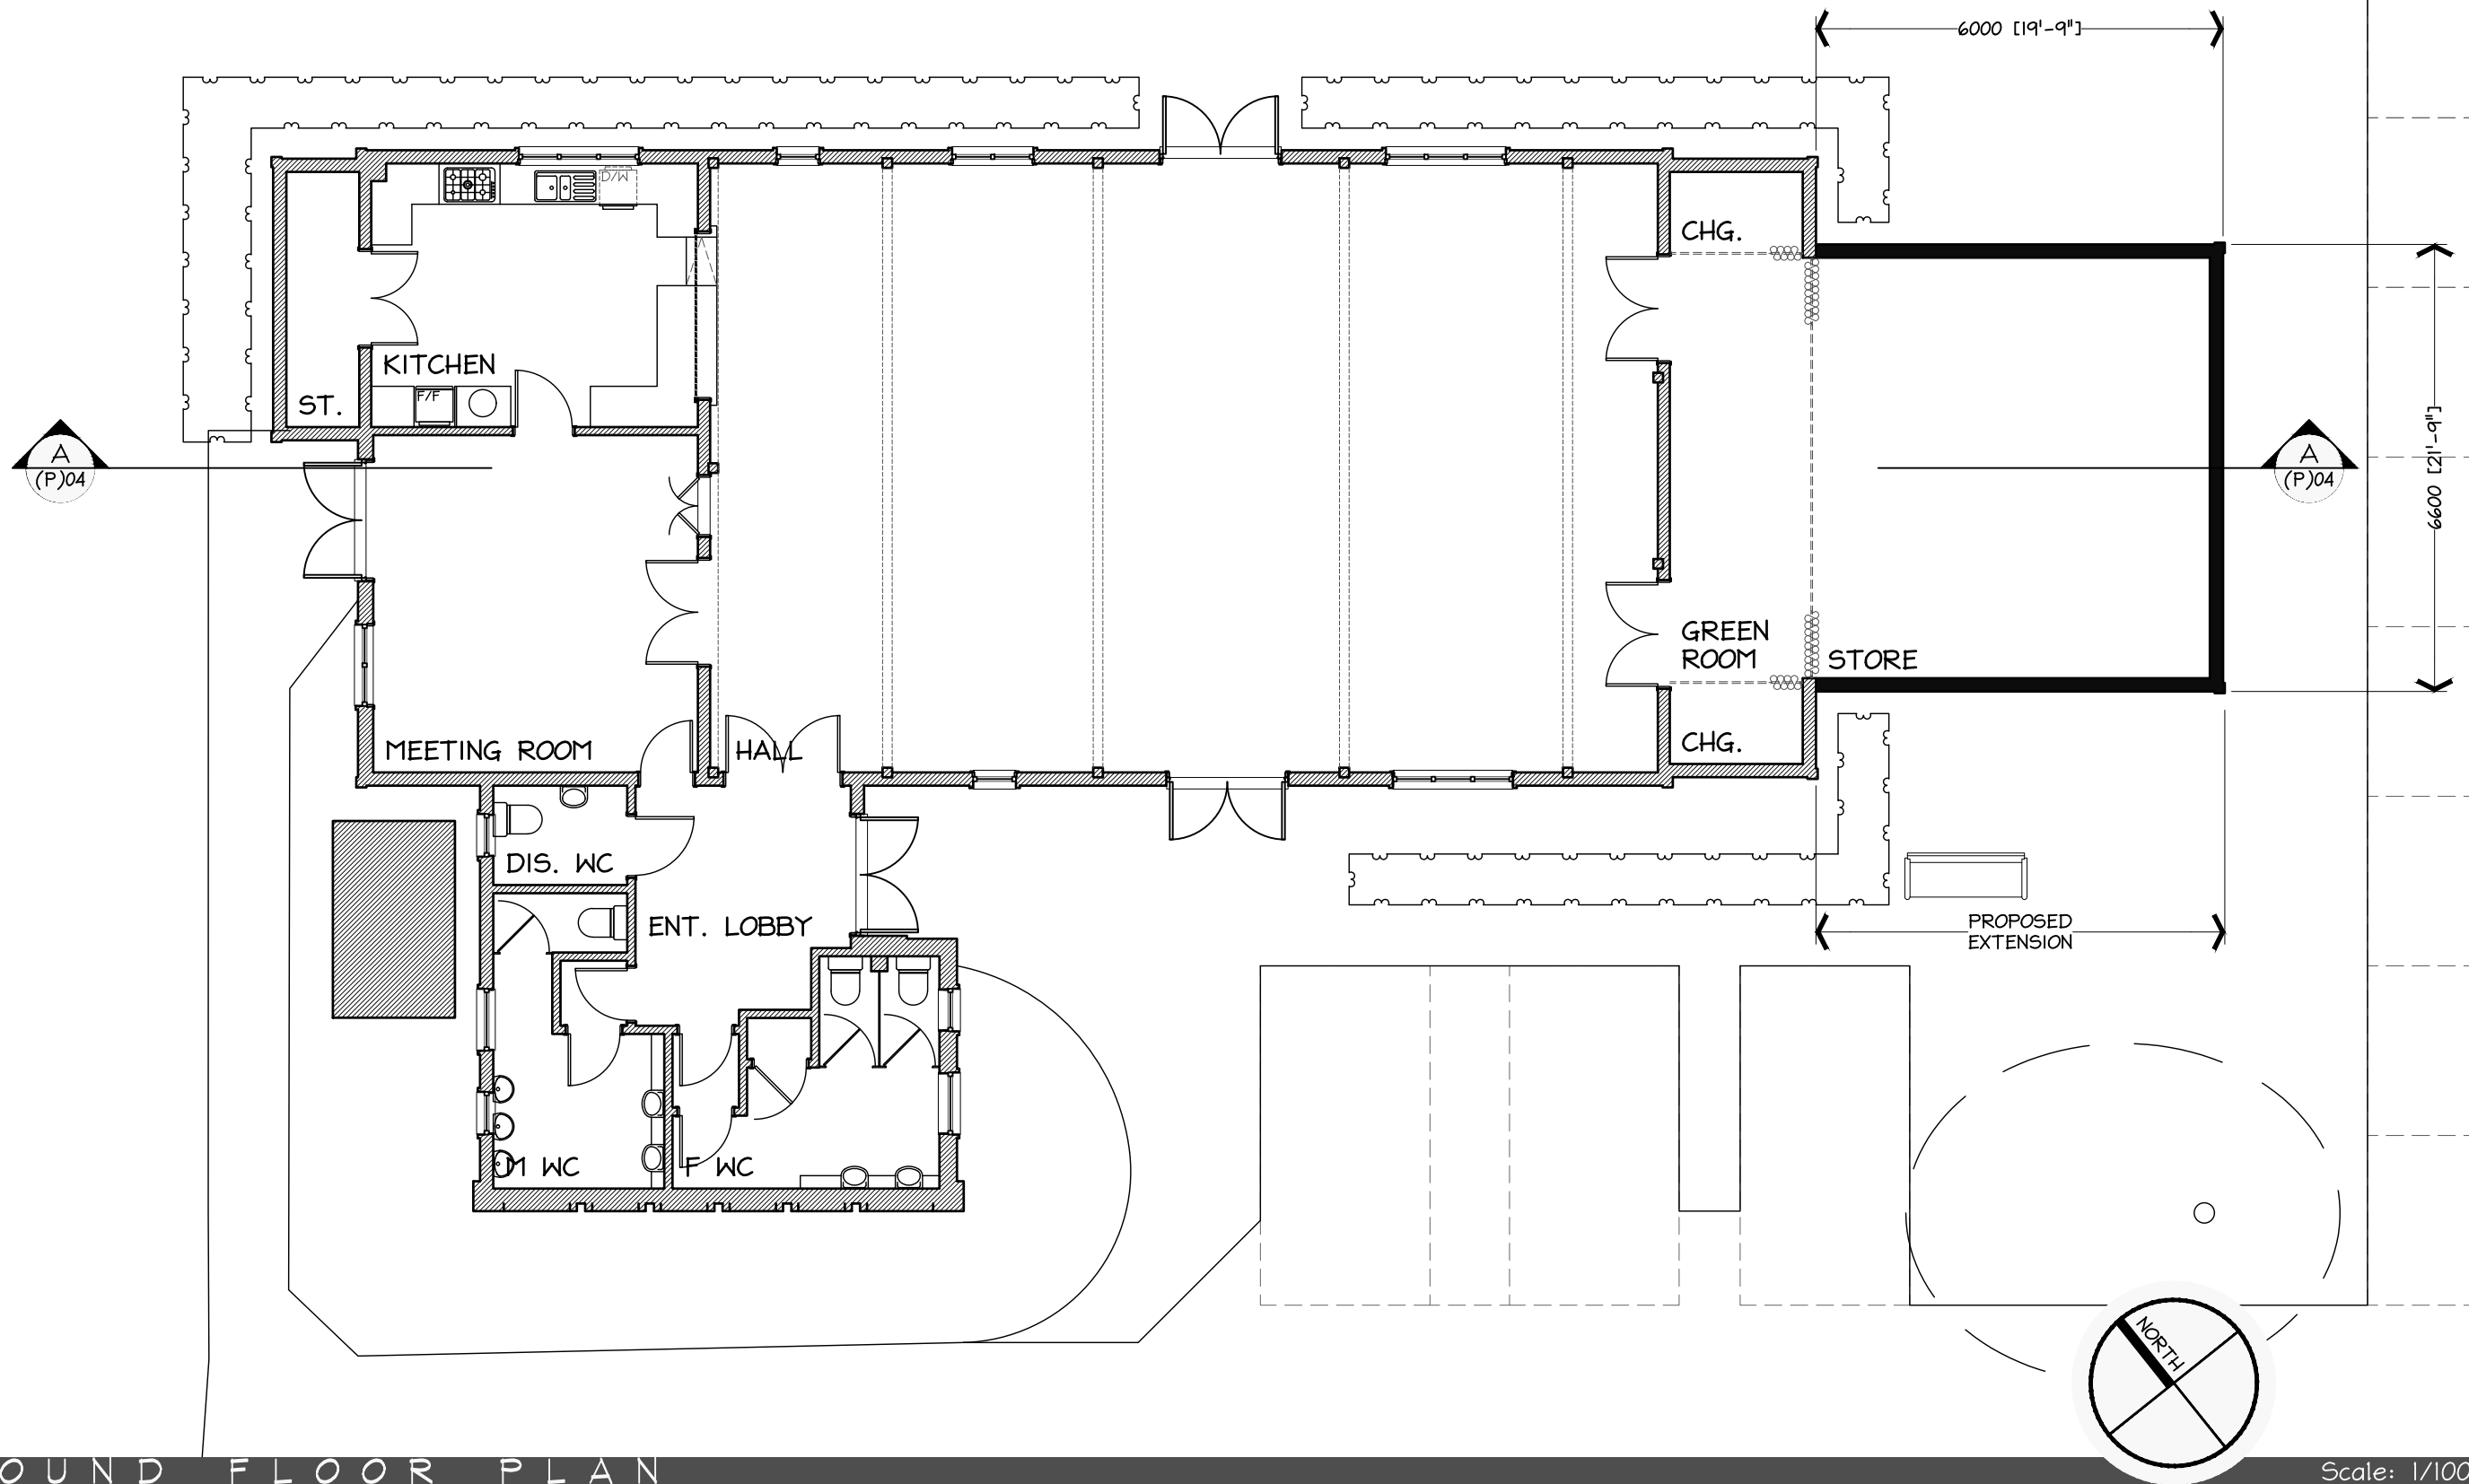 6000 [19'-9"]
D/W
CHG.
KITCHEN
F/F
ST.
A
(P)04
A
(P)04
6600 [21'-9"]
GREEN
ROOM
STORE
MEETING ROOM
HALL
CHG.
DIS. WC
ENT. LOBBY
PROPOSED
EXTENSION
M WC
F WC
NORTH
OUND FLOOR PLAN
Scale: 1/100